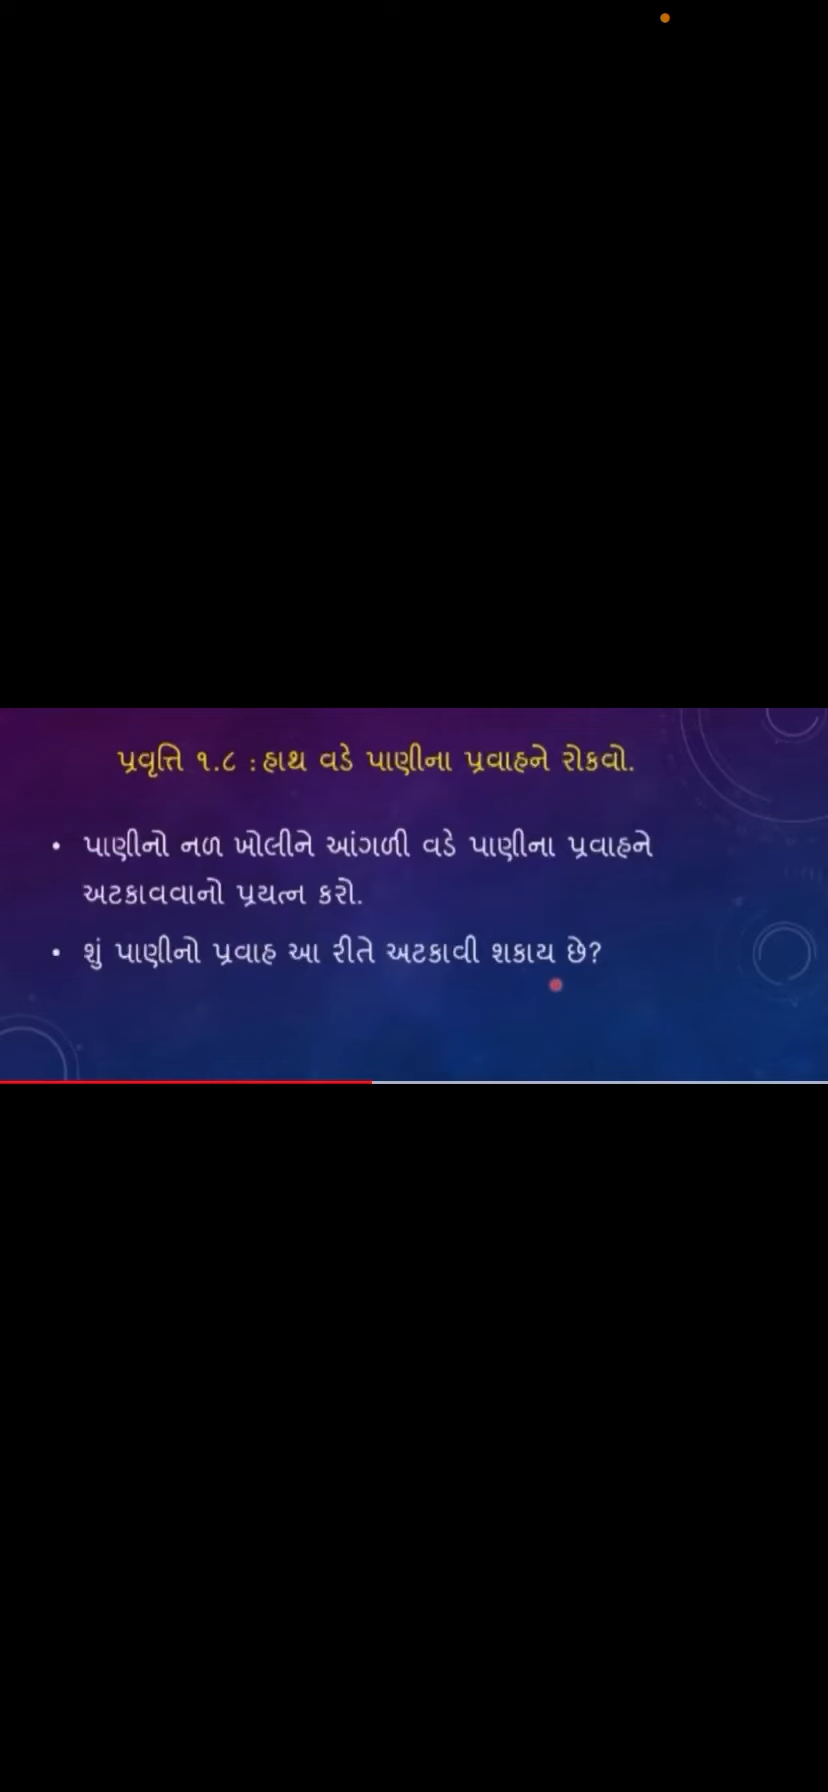 પ્રવૃત્તિ ૧.૮ : હાથ વડે પાણીના પ્રવાહને રોકવો.
• પાણીનો નળ ખોલીને આંગળી વડે પાણીના પ્રવાહને
અટકાવવાનો પ્રયત્ન કરો.
• શું પાણીનો પ્રવાહ આ રીતે અટકાવી શકાય છે?